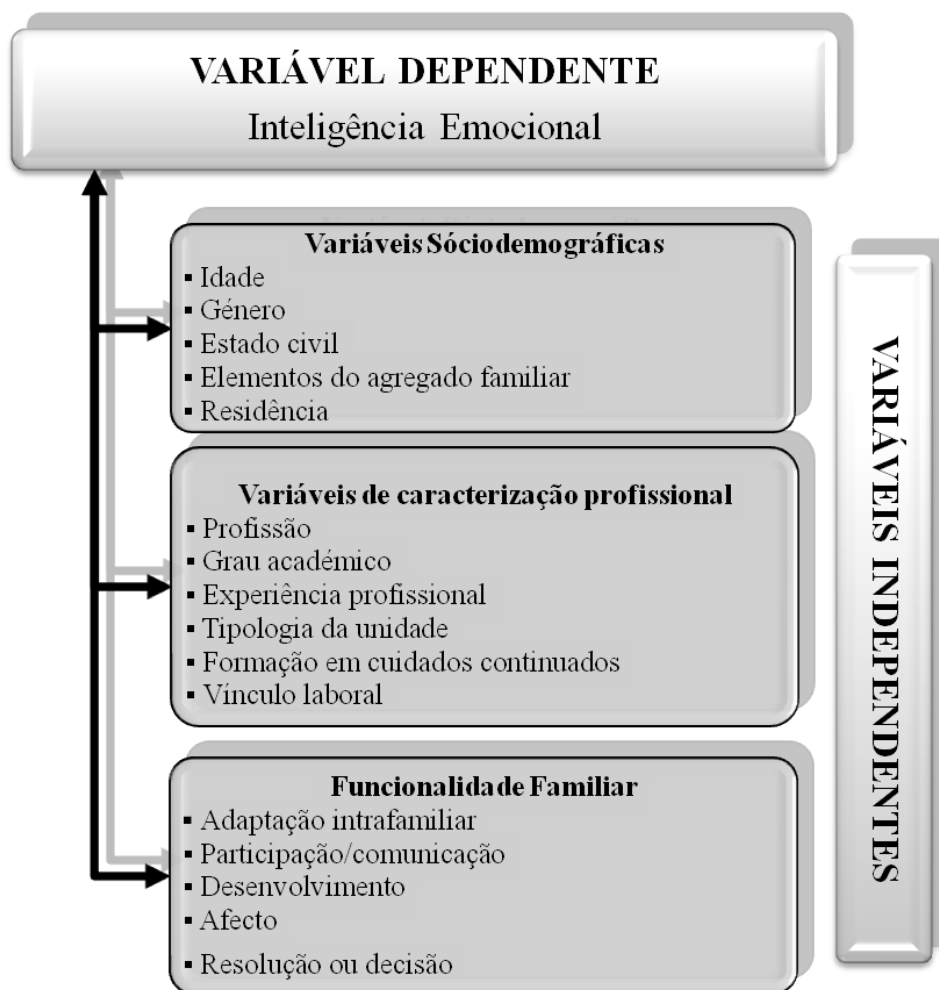 VARIÁVEL DEPENDENTE
Inteligência Emocional
Variáveis Sóciodemográficas
▪ Idade
▪ Género
▪ Estado civil
▪ Elementos do agregado familiar
▪ Residência
Variáveis de caracterização profissional
▪ Profissão
▪ Grau académico
▪ Experiência profissional
▪ Tipologia da unidade
▪ Formação em cuidados continuados
▪ Vínculo laboral
Funcionalidade Familiar
▪ Adaptação intrafamiliar
▪ Participação/comunicação
▪ Desenvolvimento
▪ Afecto
▪ Resolução ou decisão
VARIÁVEIS INDEPENDENTES